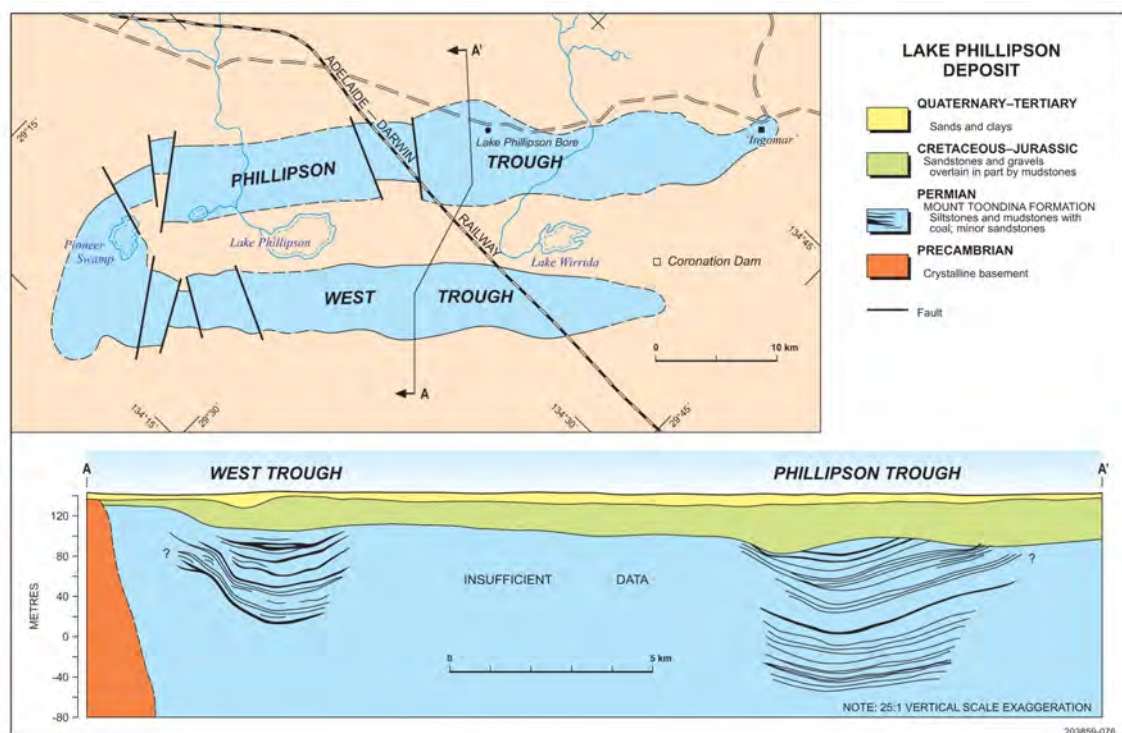 A'
ADELAIDE — DARWIN RAILWAY
29°15'
Lake Phillipson Bore
'Ingomar'
PHILLIPSON TROUGH
Pioneer
Swamp
Lake Phillipson
Lake Wirrida
134°45'
Coronation Dam
WEST TROUGH
0 10 km
A
134°15'
29°30'
134°30'
29°45'
LAKE PHILLIPSON
DEPOSIT
QUATERNARY–TERTIARY
Sands and clays
CRETACEOUS–JURASSIC
Sandstones and gravels
overlain in part by mudstones
PERMIAN
MOUNT TOONDINA FORMATION
Siltstones and mudstones with
coal; minor sandstones
PRECAMBRIAN
Crystalline basement
Fault
A
WEST TROUGH
PHILLIPSON TROUGH
A'
120
80
40
0
-40
-80
METRES
?
INSUFFICIENT DATA
?
0 5 km
NOTE: 25:1 VERTICAL SCALE EXAGGERATION
203859-076